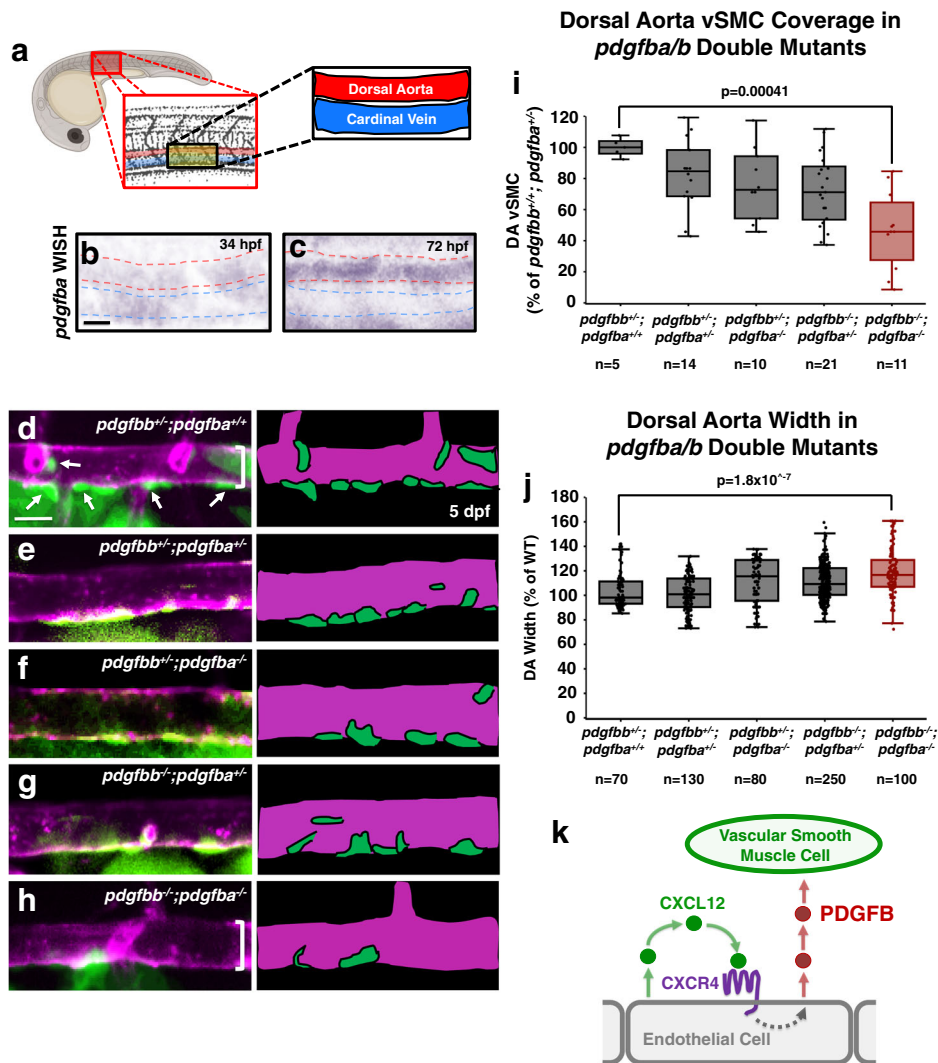 a
Dorsal Aorta
Cardinal Vein
pdgfba WISH
b
34 hpf
c
72 hpf
d
pdgfbb+/-;pdgfba+/+
5 dpf
e
pdgfbb+/-;pdgfba+/-
f
pdgfbb+/-;pdgfba-/-
g
pdgfbb-/-;pdgfba+/-
h
pdgfbb-/-;pdgfba-/-
Dorsal Aorta vSMC Coverage in
pdgfba/b Double Mutants
i
p=0.00041
DA vSMC
(% of pdgfbb+/+; pdgfba+/-)
120
100
80
60
40
20
0
pdgfbb+/-; pdgfbb+/-; pdgfbb+/-; pdgfbb-/-; pdgfbb-/-;
pdgfba+/+ pdgfba+/- pdgfba-/- pdgfba+/- pdgfba-/-
n=5 n=14 n=10 n=21 n=11
Dorsal Aorta Width in
pdgfba/b Double Mutants
j
p=1.8x10^-7
DA Width (% of WT)
180
160
140
120
100
80
60
40
20
0
pdgfbb+/-; pdgfbb+/-; pdgfbb+/-; pdgfbb-/-; pdgfbb-/-;
pdgfba+/+ pdgfba+/- pdgfba-/- pdgfba+/- pdgfba-/-
n=70 n=130 n=80 n=250 n=100
k
Vascular Smooth
Muscle Cell
CXCL12
PDGFB
CXCR4
Endothelial Cell